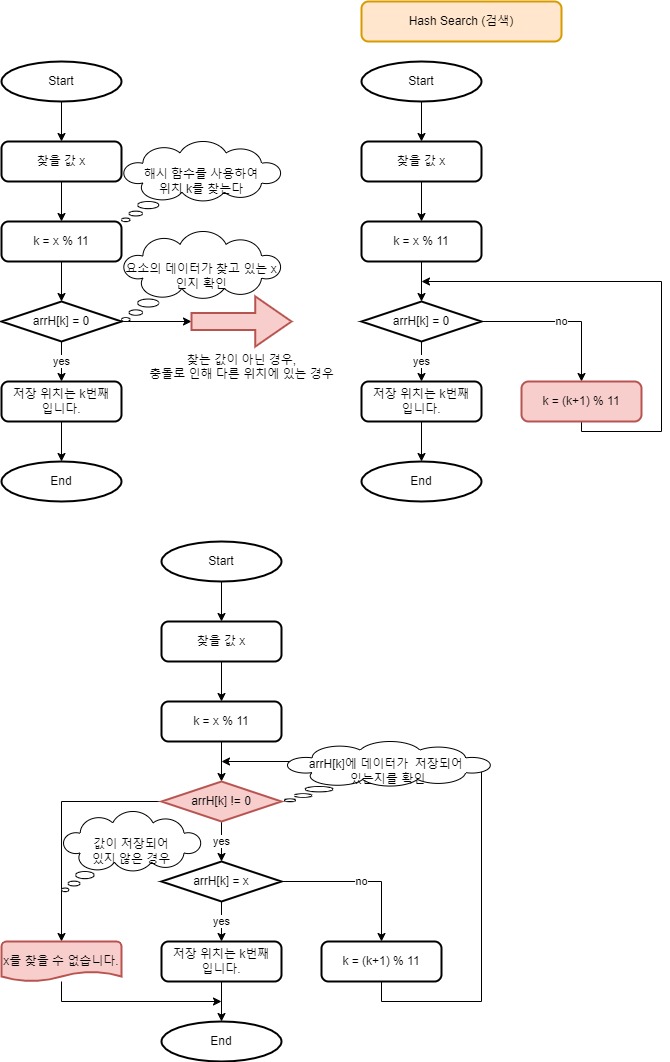 Hash Search (검색)
Start
찾을 값 x
해시 함수를 사용하여
위치 k를 찾는다
k = x % 11
요소의 데이터가 찾고 있는 x
인지 확인
arrH[k] = 0
찾는 값이 아닌 경우,
충돌로 인해 다른 위치에 있는 경우
yes
저장 위치는 k번째
입니다.
End
Start
찾을 값 x
k = x % 11
arrH[k] = 0
no
yes
저장 위치는 k번째
입니다.
k = (k+1) % 11
End
Start
찾을 값 x
k = x % 11
arrH[k]에 데이터가 저장되어
있는지를 확인
arrH[k] != 0
값이 저장되어
있지 않은 경우
yes
arrH[k] = x
no
yes
x를 찾을 수 없습니다.
저장 위치는 k번째
입니다.
k = (k+1) % 11
End